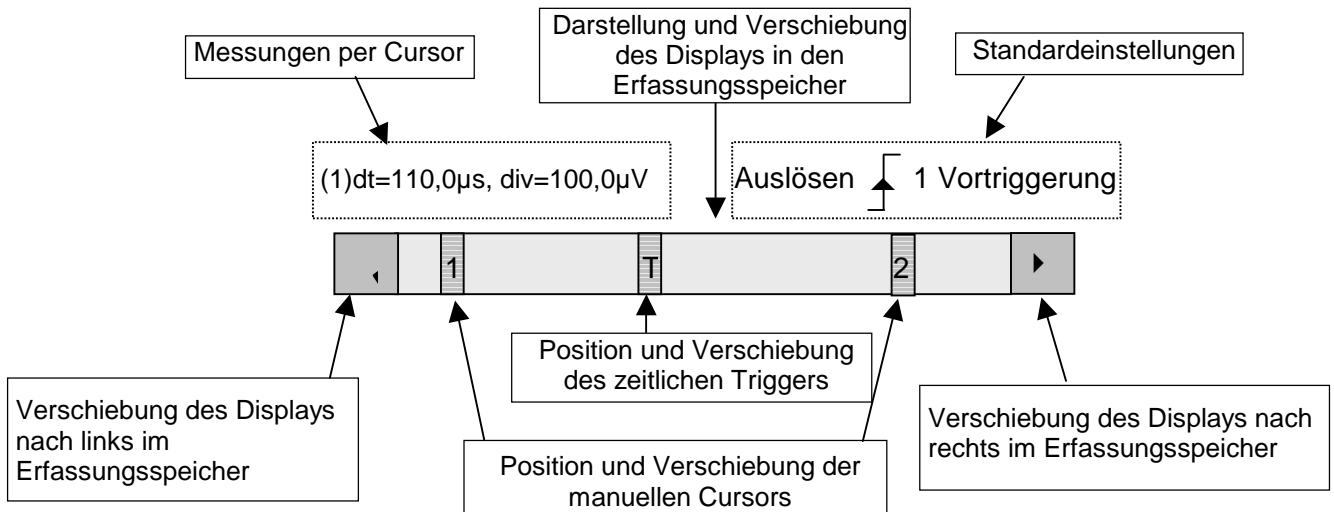 Messungen per Cursor
Darstellung und Verschiebung
des Displays in den
Erfassungsspeicher
Standardeinstellungen
(1)dt=110,0µs, div=100,0µV
Auslösen 1 Vortriggerung
1
T
2
Position und Verschiebung
des zeitlichen Triggers
Verschiebung des Displays
nach links im
Erfassungsspeicher
Position und Verschiebung der
manuellen Cursors
Verschiebung des Displays nach
rechts im Erfassungsspeicher